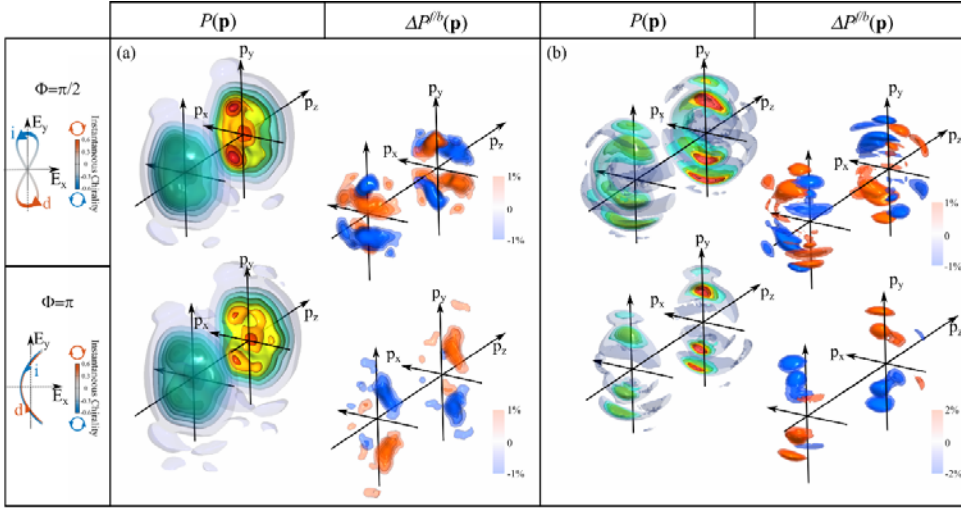 P(p) ΔP^{f/b}(p) P(p) ΔP^{f/b}(p)
(a)
p_y
p_x
p_z
p_y
p_x
p_z
1%
0
-1%
(b)
p_y
p_x
p_z
p_y
p_x
p_z
1%
0
1%
Φ=π/2
i
E_y
E_x
d
Instantaneous Chirality
p_y
p_x
p_z
p_y
p_x
p_z
1%
0
-1%
p_y
p_x
p_z
p_y
p_x
p_z
2%
0
-2%
Φ=π
E_y
i
E_x
d
Instantaneous Chirality